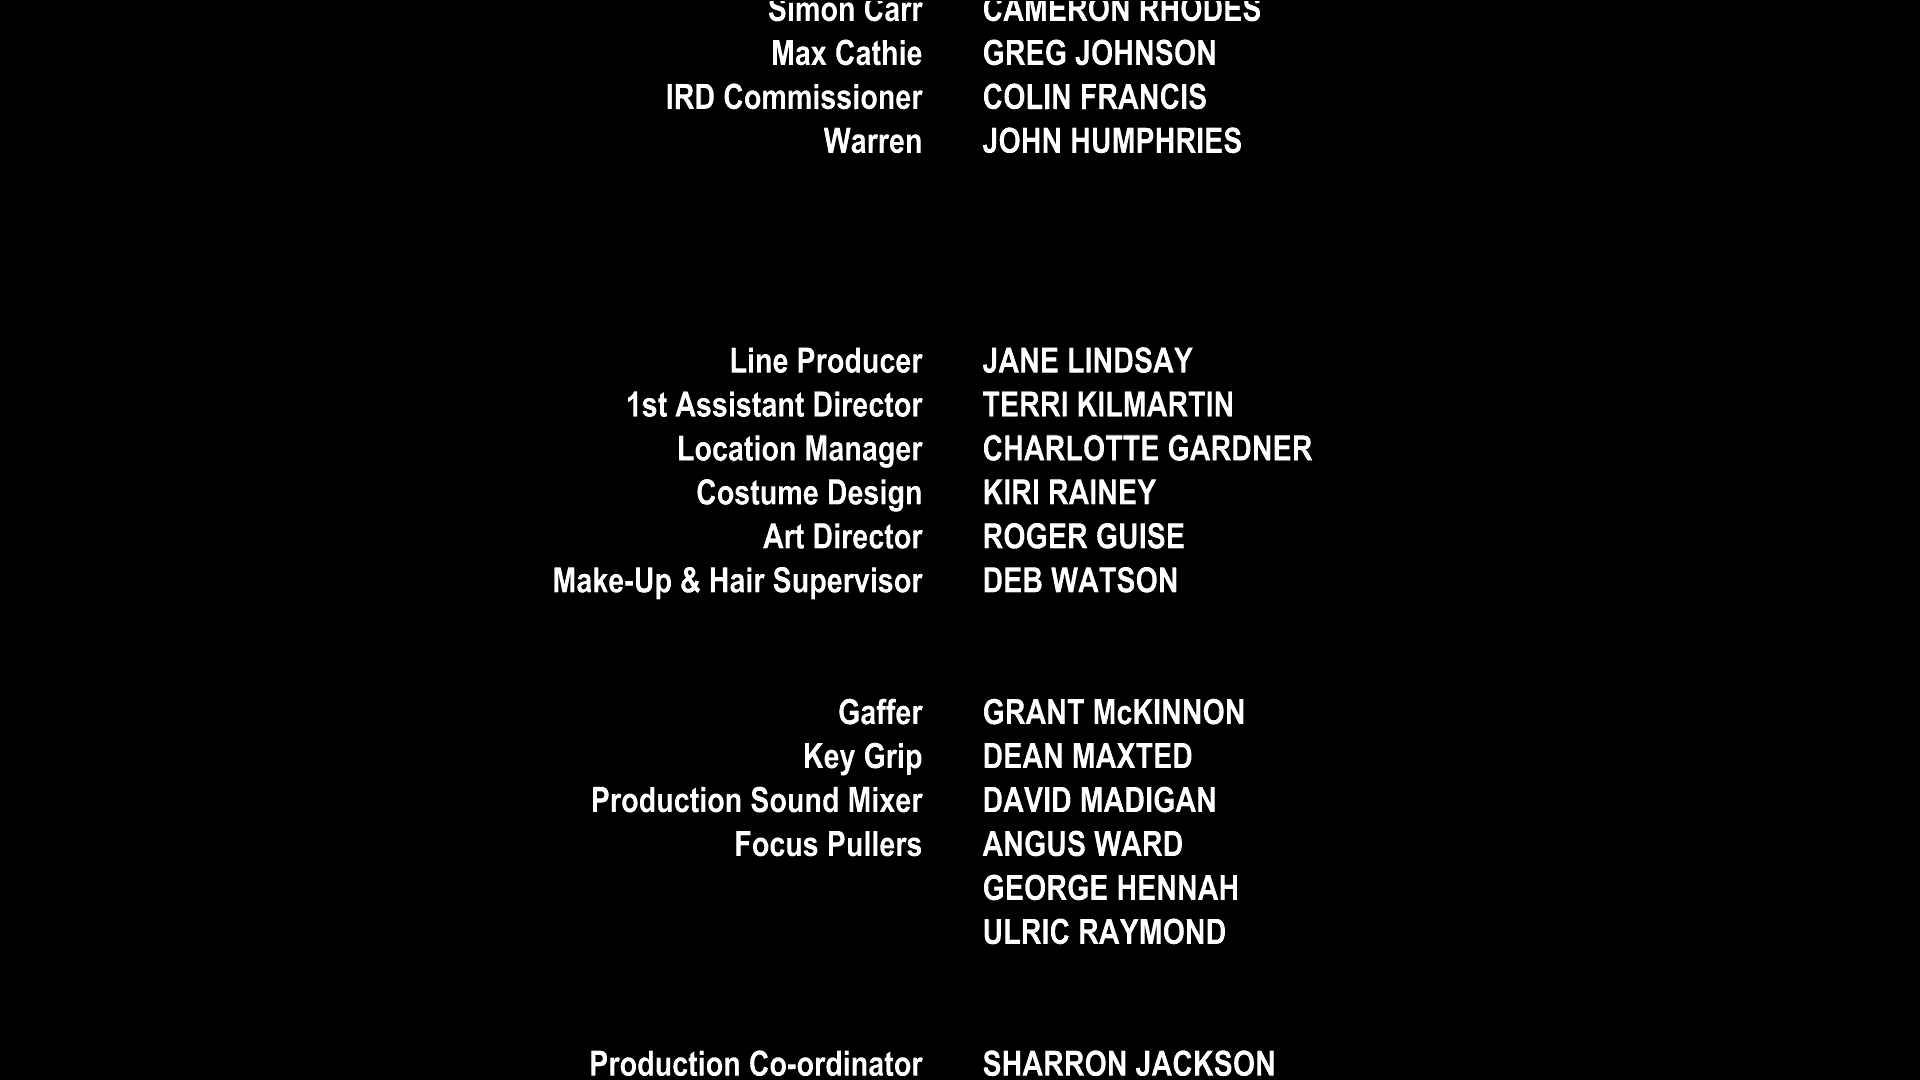 Simon Carr CAMERON RHODES
Max Cathie GREG JOHNSON
IRD Commissioner COLIN FRANCIS
Warren JOHN HUMPHRIES
Line Producer JANE LINDSAY
1st Assistant Director TERRI KILMARTIN
Location Manager CHARLOTTE GARDNER
Costume Design KIRI RAINEY
Art Director ROGER GUISE
Make-Up & Hair Supervisor DEB WATSON
Gaffer GRANT McKINNON
Key Grip DEAN MAXTED
Production Sound Mixer DAVID MADIGAN
Focus Pullers ANGUS WARD
GEORGE HENNAH
ULRIC RAYMOND
Production Co-ordinator SHARRON JACKSON